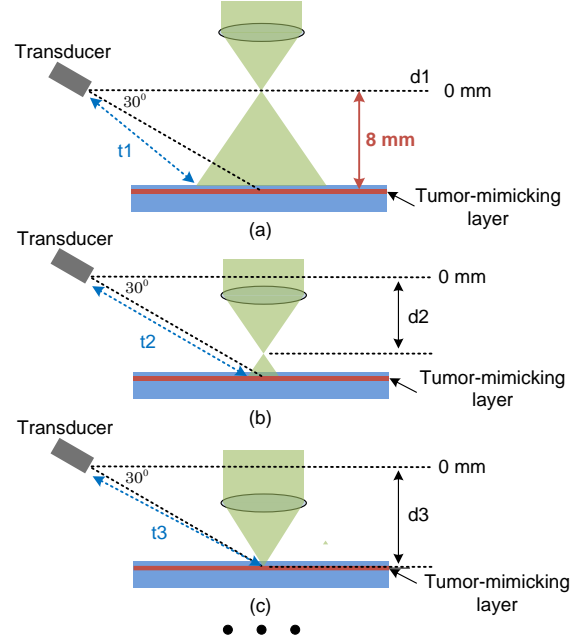 Transducer
d1
0 mm
30⁰
t1
8 mm
Tumor-mimicking
layer
(a)
Transducer
0 mm
30⁰
d2
t2
Tumor-mimicking
layer
(b)
Transducer
0 mm
30⁰
t3
d3
Tumor-mimicking
layer
(c)